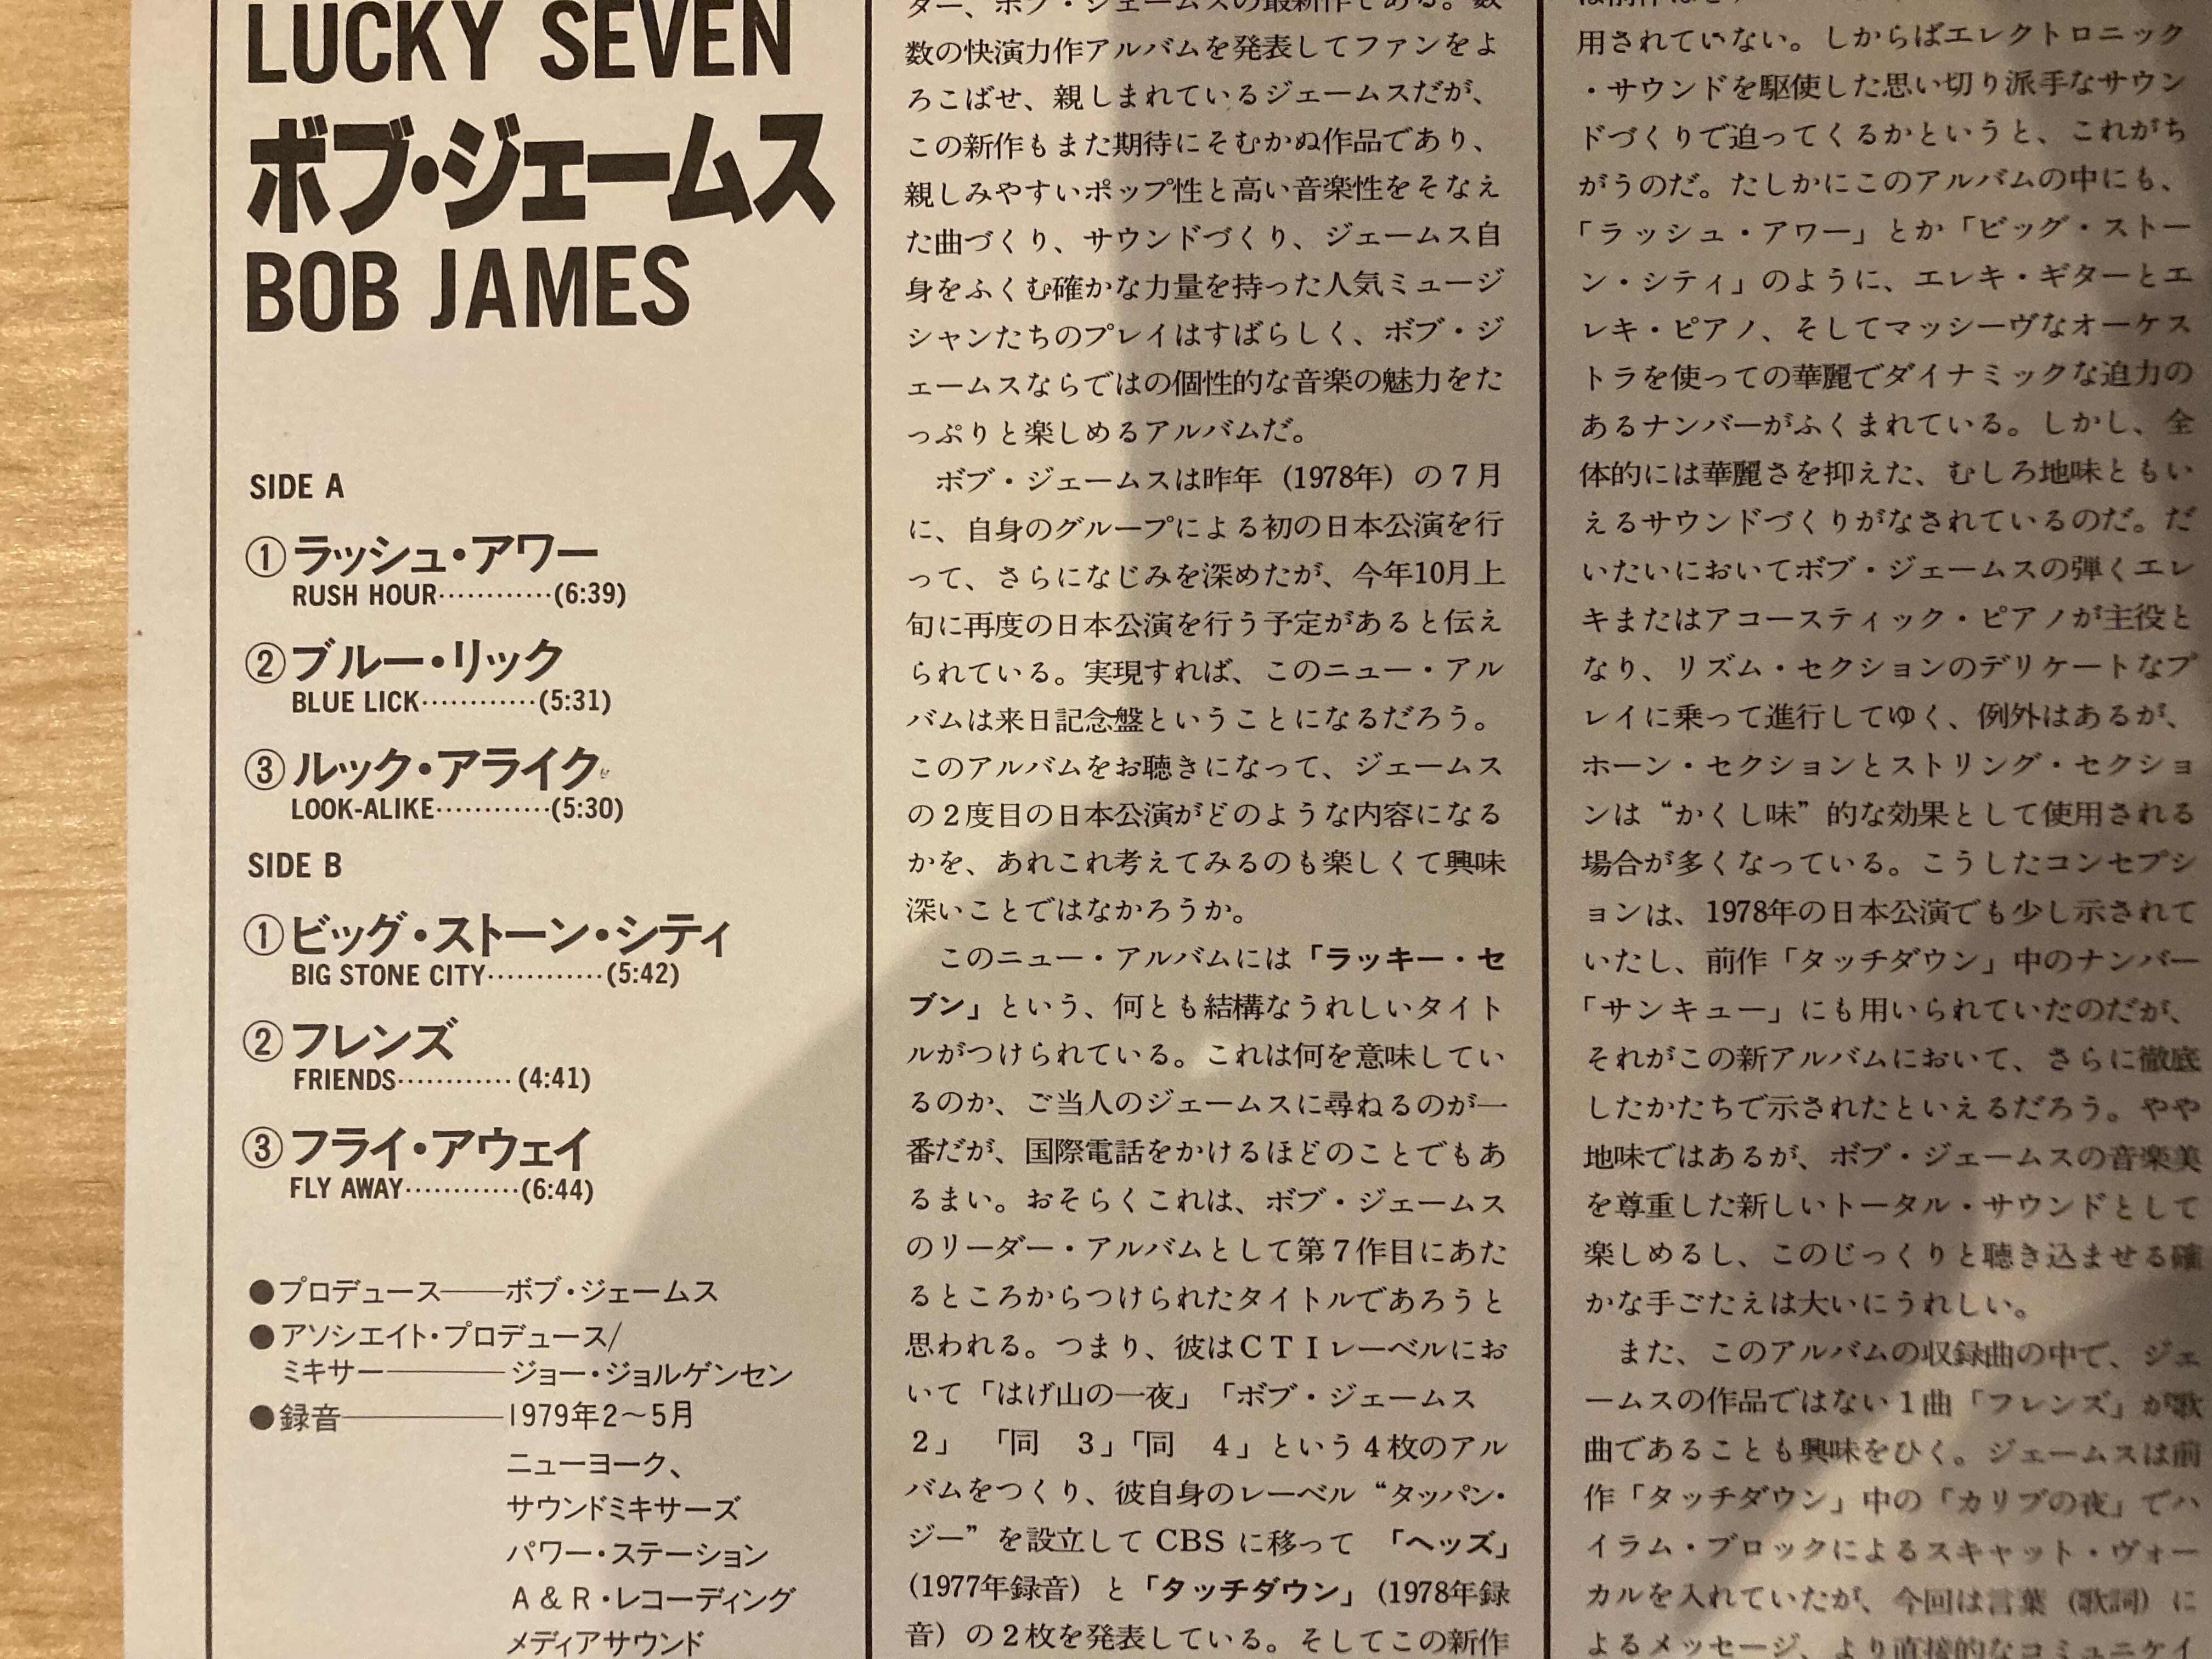 LUCKY SEVEN
ボブ・ジェームス
BOB JAMES
SIDE A
①ラッシュ・アワー
RUSH HOUR…………(6:39)
②ブルー・リック
BLUE LICK…………(5:31)
③ルック・アライク
LOOK-ALIKE…………(5:30)
SIDE B
①ビッグ・ストーン・シティ
BIG STONE CITY…………(5:42)
②フレンズ
FRIENDS…………(4:41)
③フライ・アウェイ
FLY AWAY…………(6:44)
●プロデュース――ボブ・ジェームス
●アソシエイト・プロデュース/
ミキサー――――ジョー・ジョルゲンセン
●録音―――――1979年2〜5月
ニューヨーク、
サウンドミキサーズ
パワー・ステーション
A & R・レコーディング
メディアサウンド
ター、ボブ・ジェームスの最新作である。数
数の快演力作アルバムを発表してファンをよ
ろこばせ、親しまれているジェームスだが、
この新作もまた期待にそむかぬ作品であり、
親しみやすいポップ性と高い音楽性をそなえ
た曲づくり、サウンドづくり、ジェームス自
身をふくむ確かな力量を持った人気ミュージ
シャンたちのプレイはすばらしく、ボブ・ジ
ェームスならではの個性的な音楽の魅力をた
っぷりと楽しめるアルバムだ。
ボブ・ジェームスは昨年（1978年）の7月
に、自身のグループによる初の日本公演を行
って、さらになじみを深めたが、今年10月上
旬に再度の日本公演を行う予定があると伝え
られている。実現すれば、このニュー・アル
バムは来日記念盤ということになるだろう。
このアルバムをお聴きになって、ジェームス
の2度目の日本公演がどのような内容になる
かを、あれこれ考えてみるのも楽しくて興味
深いことではなかろうか。
このニュー・アルバムには「ラッキー・セ
ブン」という、何とも結構なうれしいタイト
ルがつけられている。これは何を意味してい
るのか、ご当人のジェームスに尋ねるのが一
番だが、国際電話をかけるほどのことでもあ
るまい。おそらくこれは、ボブ・ジェームス
のリーダー・アルバムとして第7作目にあた
るところからつけられたタイトルであろうと
思われる。つまり、彼はCTIレーベルにお
いて「はげ山の一夜」「ボブ・ジェームス
2」「同　3」「同　4」という4枚のアル
バムをつくり、彼自身のレーベル“タッパン・
ジー”を設立してCBSに移って「ヘッズ」
（1977年録音）と「タッチダウン」（1978年録
音）の2枚を発表している。そしてこの新作
用されていない。しからばエレクトロニック
・サウンドを駆使した思い切り派手なサウン
ドづくりで迫ってくるかというと、これがち
がうのだ。たしかにこのアルバムの中にも、
「ラッシュ・アワー」とか「ビッグ・ストー
ン・シティ」のように、エレキ・ギターとエ
レキ・ピアノ、そしてマッシーヴなオーケス
トラを使っての華麗でダイナミックな迫力の
あるナンバーがふくまれている。しかし、全
体的には華麗さを抑えた、むしろ地味ともい
えるサウンドづくりがなされているのだ。だ
いたいにおいてボブ・ジェームスの弾くエレ
キまたはアコースティック・ピアノが主役と
なり、リズム・セクションのデリケートなプ
レイに乗って進行してゆく、例外はあるが、
ホーン・セクションとストリング・セクショ
ンは“かくし味”的な効果として使用される
場合が多くなっている。こうしたコンセプシ
ョンは、1978年の日本公演でも少し示されて
いたし、前作「タッチダウン」中のナンバー
「サンキュー」にも用いられていたのだが、
それがこの新アルバムにおいて、さらに徹底
したかたちで示されたといえるだろう。やや
地味ではあるが、ボブ・ジェームスの音楽美
を尊重した新しいトータル・サウンドとして
楽しめるし、このじっくりと聴き込ませる確
かな手ごたえは大いにうれしい。
また、このアルバムの収録曲の中で、ジェ
ームスの作品ではない1曲「フレンズ」が歌
曲であることも興味をひく。ジェームスは前
作「タッチダウン」中の「カリブの夜」でハ
イラム・ブロックによるスキャット・ヴォー
カルを入れていたが、今回は言葉（歌詞）に
よるメッセージ、より直接的なコミュニケイ